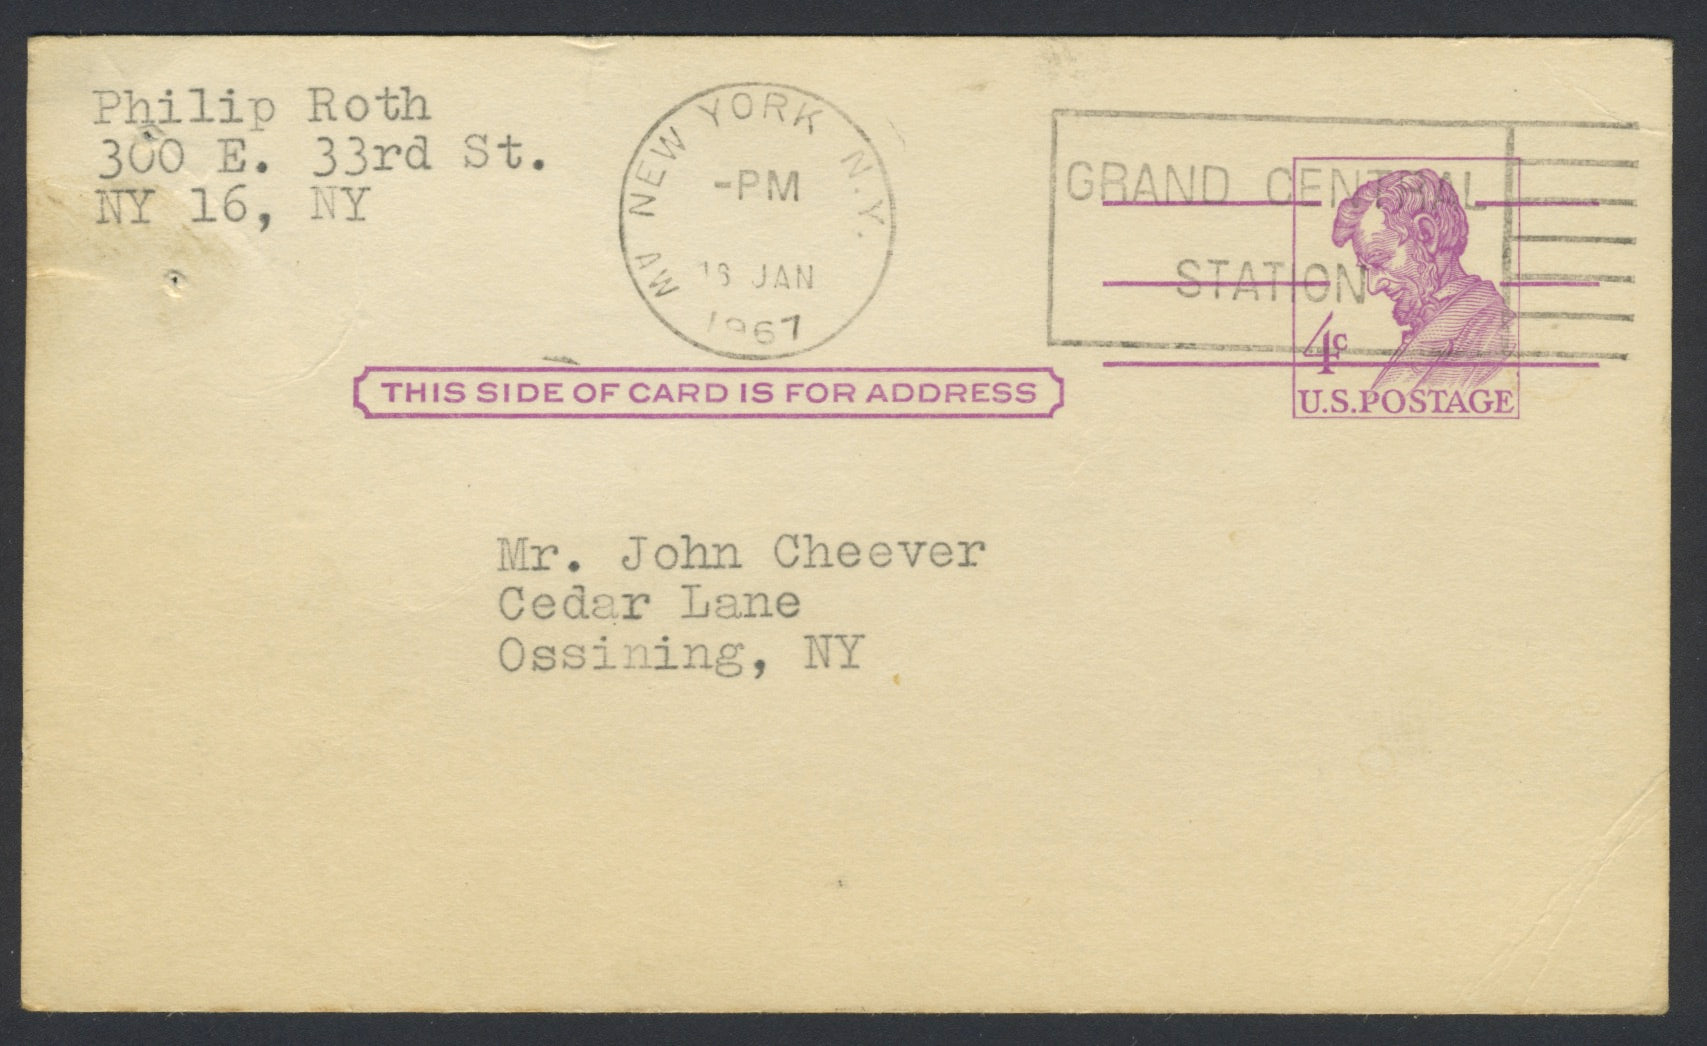 Philip Roth
300 E. 33rd St.
NY 16, NY
NEW YORK N.Y.
-PM
MA
16 JAN
1967
GRAND CENTRAL
STATION
4c
U.S.POSTAGE
THIS SIDE OF CARD IS FOR ADDRESS
Mr. John Cheever
Cedar Lane
Ossining, NY